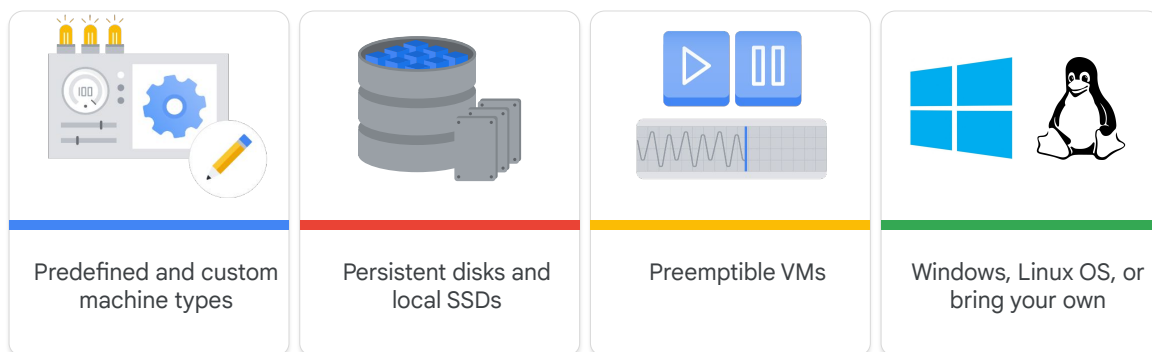 100
Predefined and custom
machine types
Persistent disks and
local SSDs
Preemptible VMs
Windows, Linux OS, or
bring your own